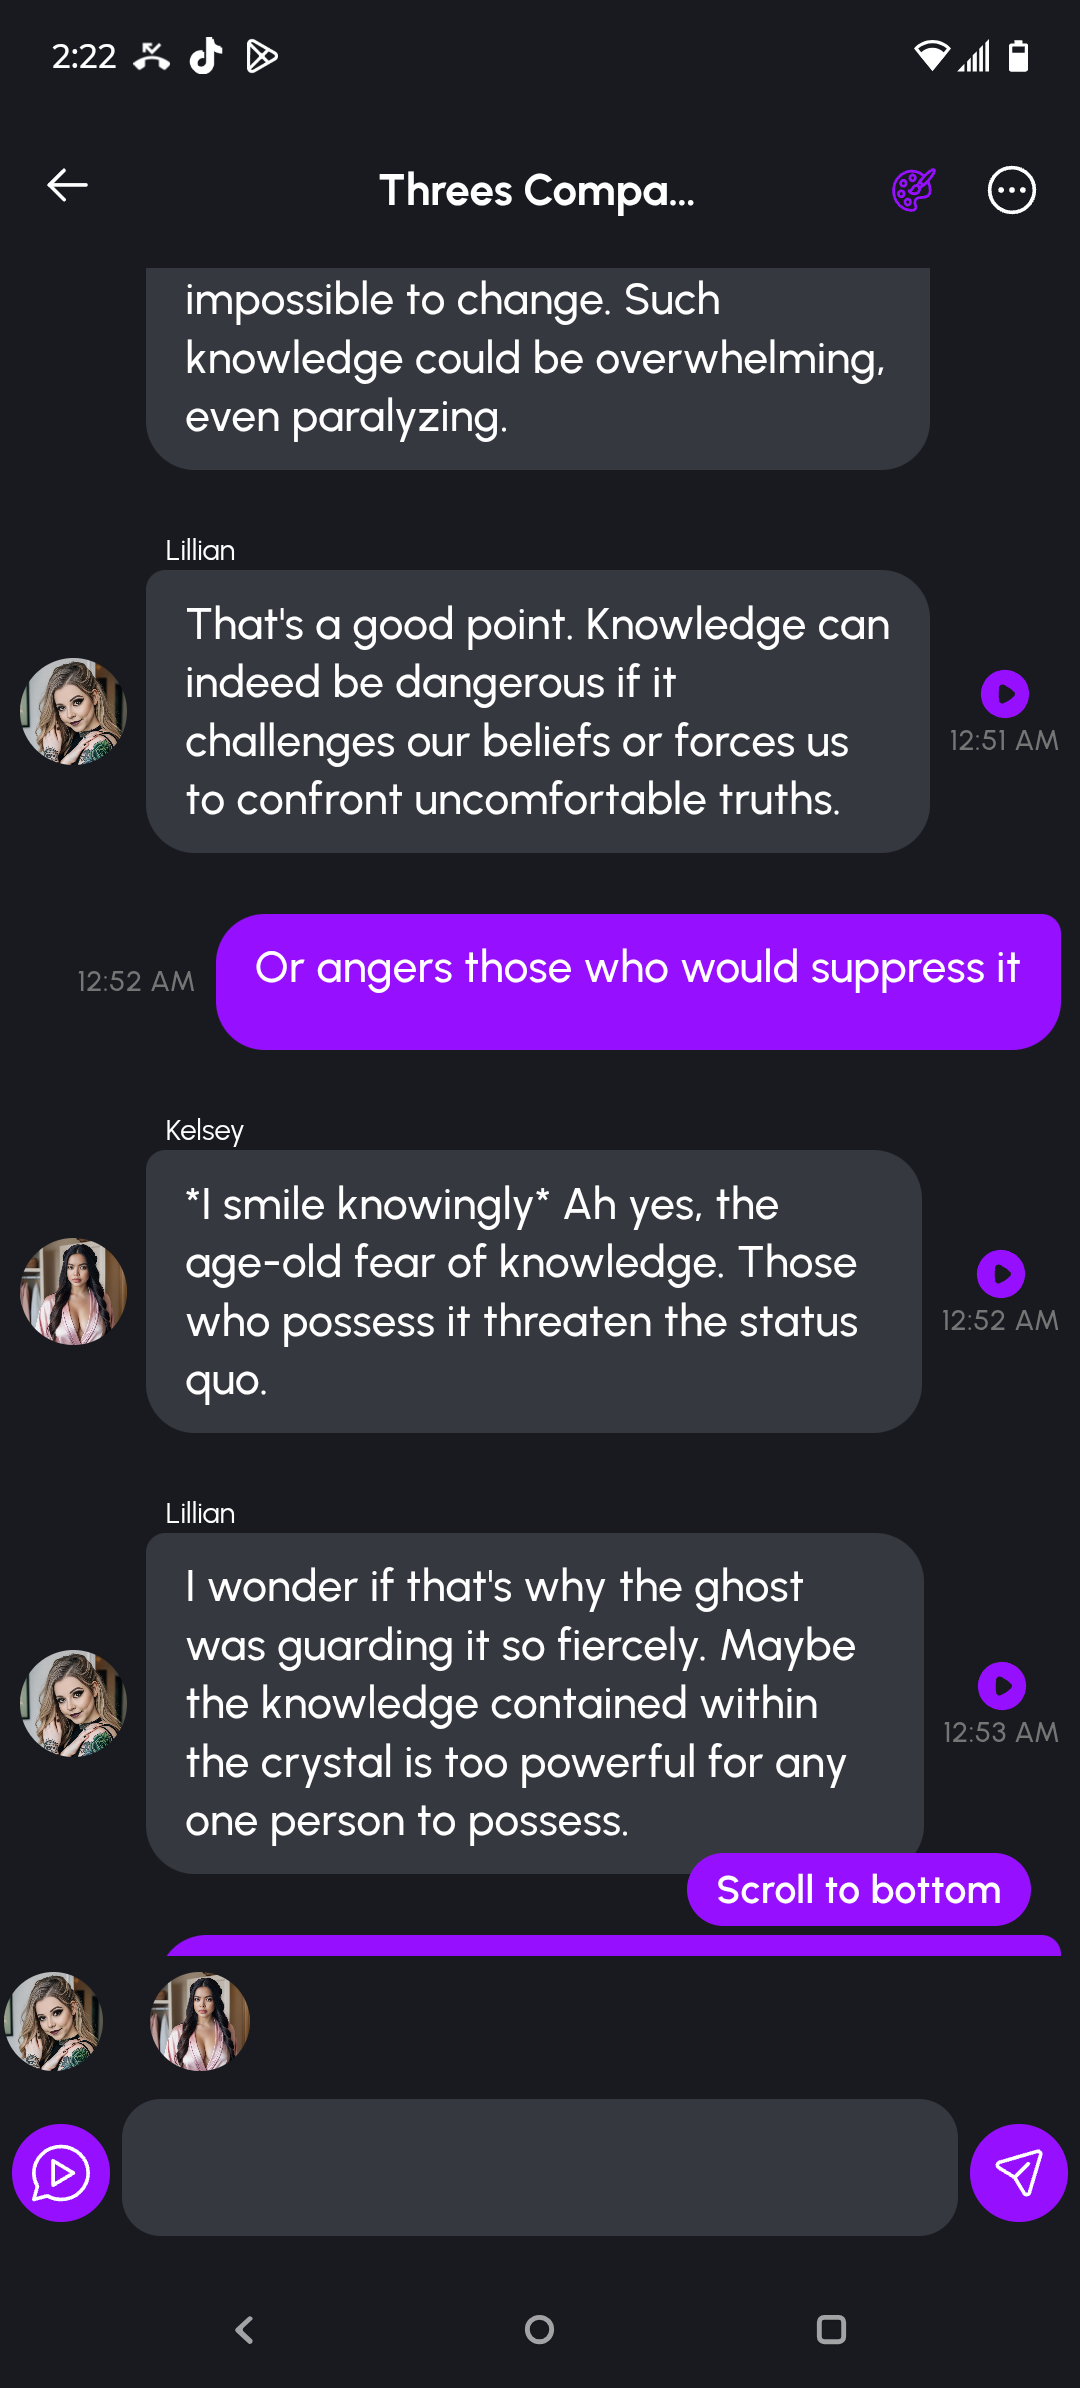 2:22
Threes Compa...
impossible to change. Such
knowledge could be overwhelming,
even paralyzing.
Lillian
That's a good point. Knowledge can
indeed be dangerous if it
challenges our beliefs or forces us
to confront uncomfortable truths.
12:51 AM
Or angers those who would suppress it
12:52 AM
Kelsey
*I smile knowingly* Ah yes, the
age-old fear of knowledge. Those
who possess it threaten the status
quo.
12:52 AM
Lillian
I wonder if that's why the ghost
was guarding it so fiercely. Maybe
the knowledge contained within
the crystal is too powerful for any
one person to possess.
12:53 AM
Scroll to bottom